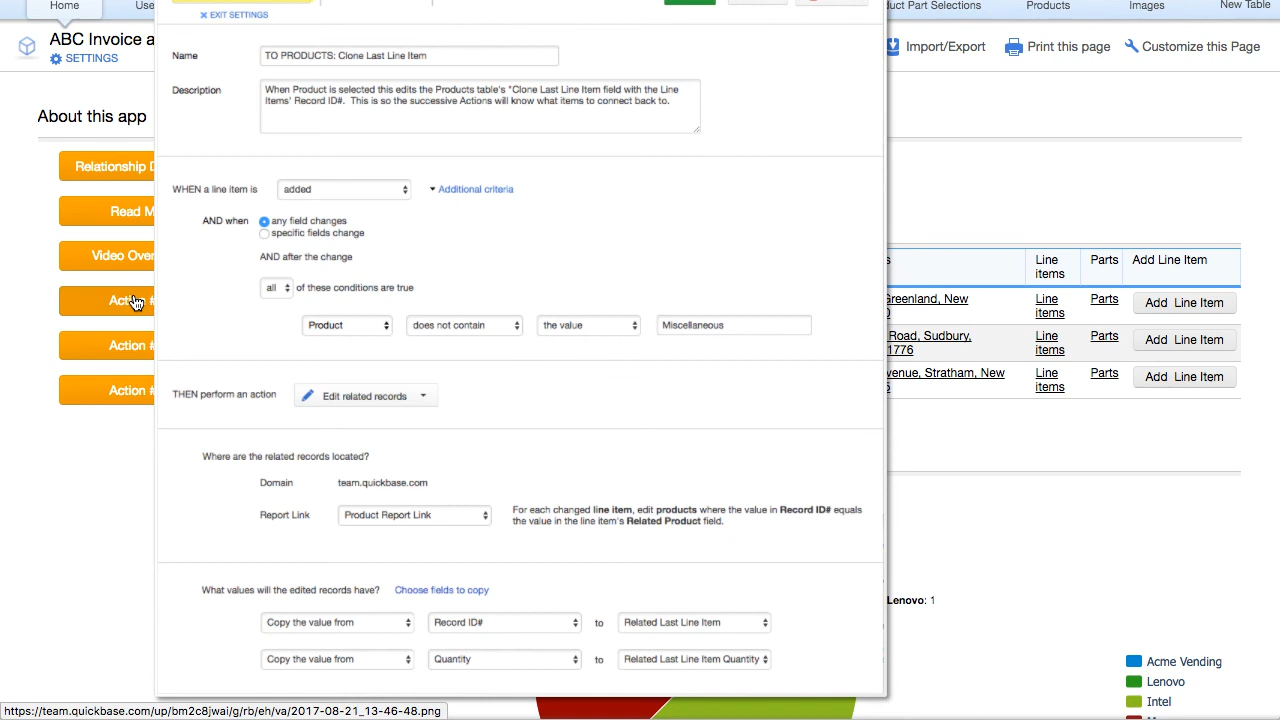 Home
Use
duct Part Selections
Products
Images
New Table
ABC Invoice a
SETTINGS
Import/Export
Print this page
Customize this Page
About this app
Relationship D
Read M
Video Over
Action #
Action #
Action #
EXIT SETTINGS
Name
TO PRODUCTS: Clone Last Line Item
Description
When Product is selected this edits the Products table's "Clone Last Line Item field with the Line
Items' Record ID#. This is so the successive Actions will know what items to connect back to.
WHEN a line item is
added
Additional criteria
AND when
any field changes
specific fields change
AND after the change
all
of these conditions are true
Product
does not contain
the value
Miscellaneous
THEN perform an action
Edit related records
Where are the related records located?
Domain
team.quickbase.com
Report Link
Product Report Link
For each changed line item, edit products where the value in Record ID# equals
the value in the line item's Related Product field.
What values will the edited records have?
Choose fields to copy
Copy the value from
Record ID#
to
Related Last Line Item
Copy the value from
Quantity
to
Related Last Line Item Quantity
s
Line
items
Parts
Add Line Item
Greenland, New
0
Line
items
Parts
Add Line Item
Road, Sudbury,
1776
Line
items
Parts
Add Line Item
venue, Stratham, New
5
Line
items
Parts
Add Line Item
Lenovo: 1
Acme Vending
Lenovo
Intel
https://team.quickbase.com/up/bm2c8jwai/g/rb/eh/va/2017-08-21_13-46-48.png